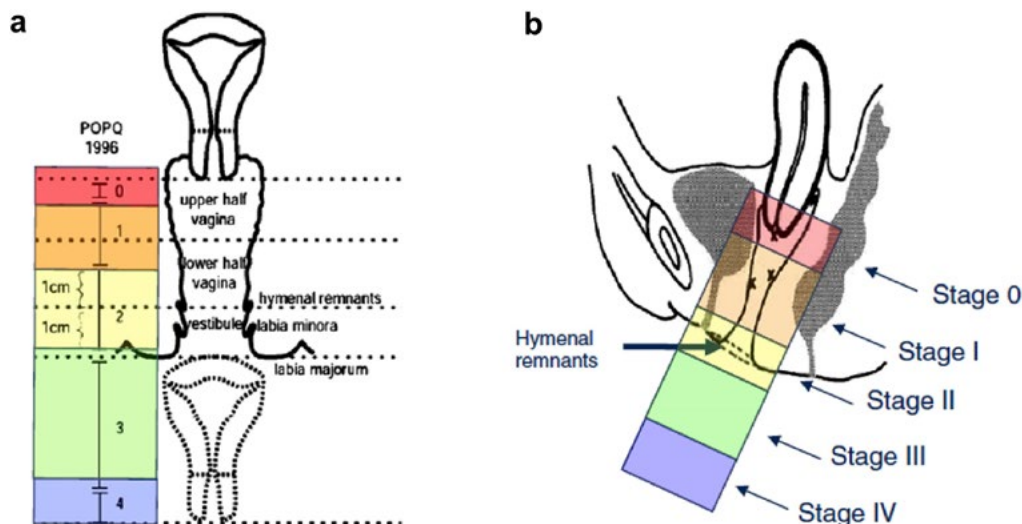 a
POPQ
1996
0
1
1cm
1cm
2
3
4
upper half
vagina
lower half
vagina
hymenal remnants
vestibule
labia minora
labia majorum
b
Hymenal
remnants
Stage 0
Stage I
Stage II
Stage III
Stage IV
x
x
x